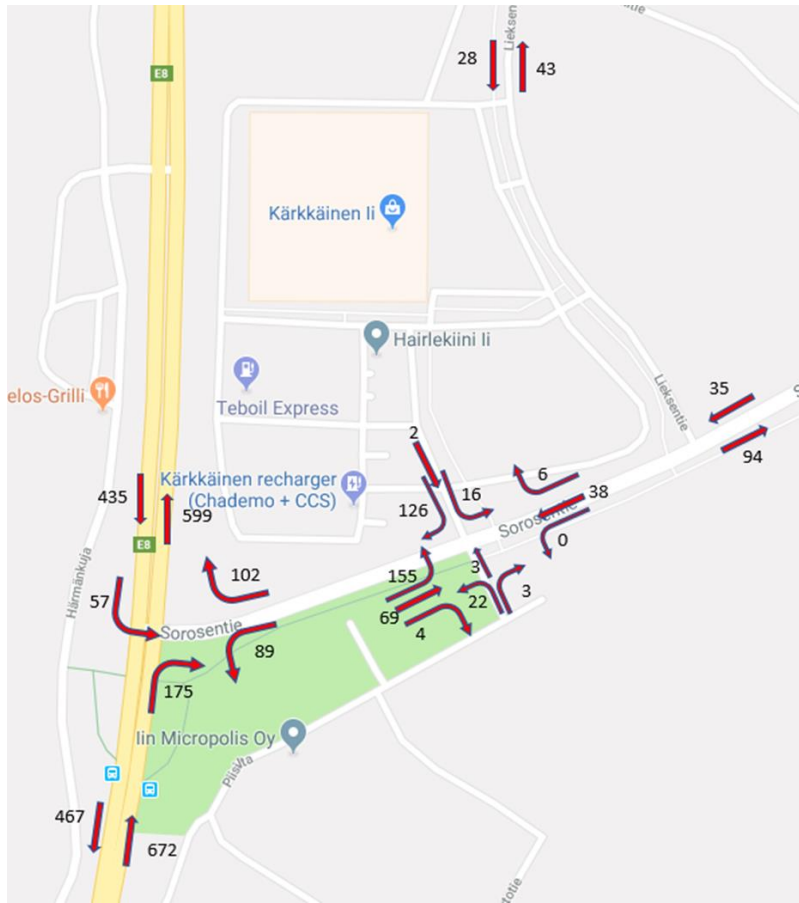 Lieksen
28
43
E8
Kärkkäinen Ii
Hairlekiini Ii
elos-Grilli
Teboil Express
Lieksentie
35
94
2
Kärkkäinen recharger
(Chademo + CCS)
435
599
126
16
6
38
Sorosentie
0
E8
Härmänkuja
102
57
155
3
3
69
22
4
Sorosentie
89
175
Iin Micropolis Oy
467
672